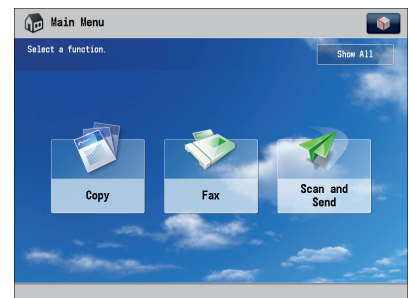 Main Menu
Select a function.
Show All
Copy
Fax
Scan and
Send